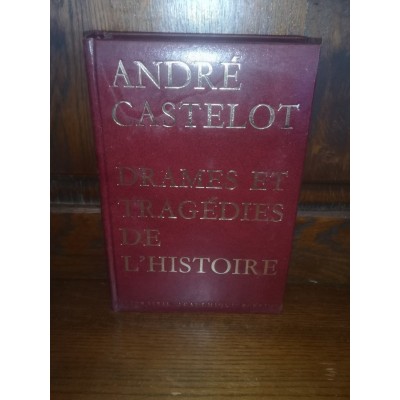 ANDRÉ
CASTELOT
DRAMES ET
TRAGÉDIES
DE
L'HISTOIRE